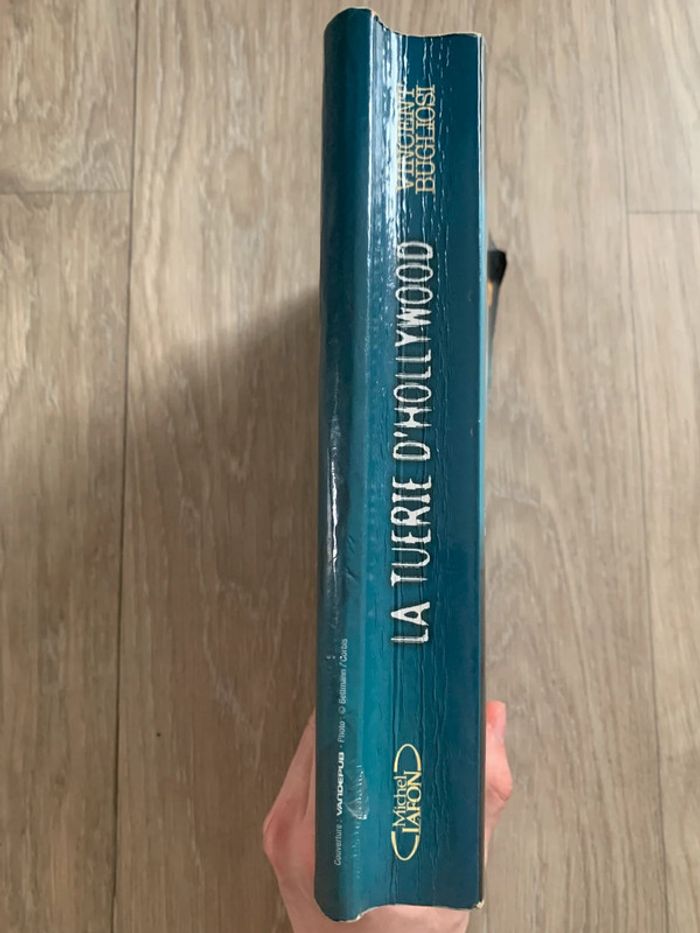 VINCENT
BUGLIOSI
LA TUERIE D'HOLLYWOOD
Michel
LAFON
Couverture : VANDEPUB - Photo : © Bettmann / Corbis